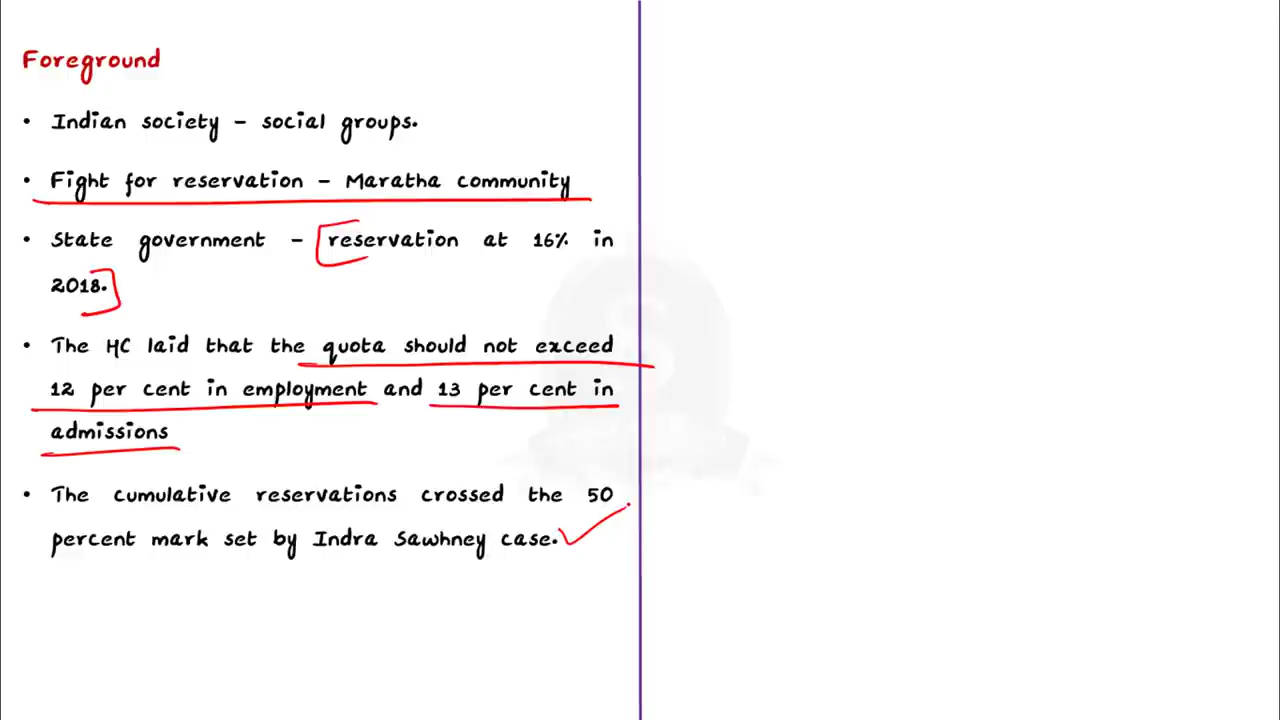 Foreground
• Indian society – social groups.
• Fight for reservation – Maratha community
• State government – reservation at 16% in
2018.
• The HC laid that the quota should not exceed
12 per cent in employment and 13 per cent in
admissions
• The cumulative reservations crossed the 50
percent mark set by Indra Sawhney case.